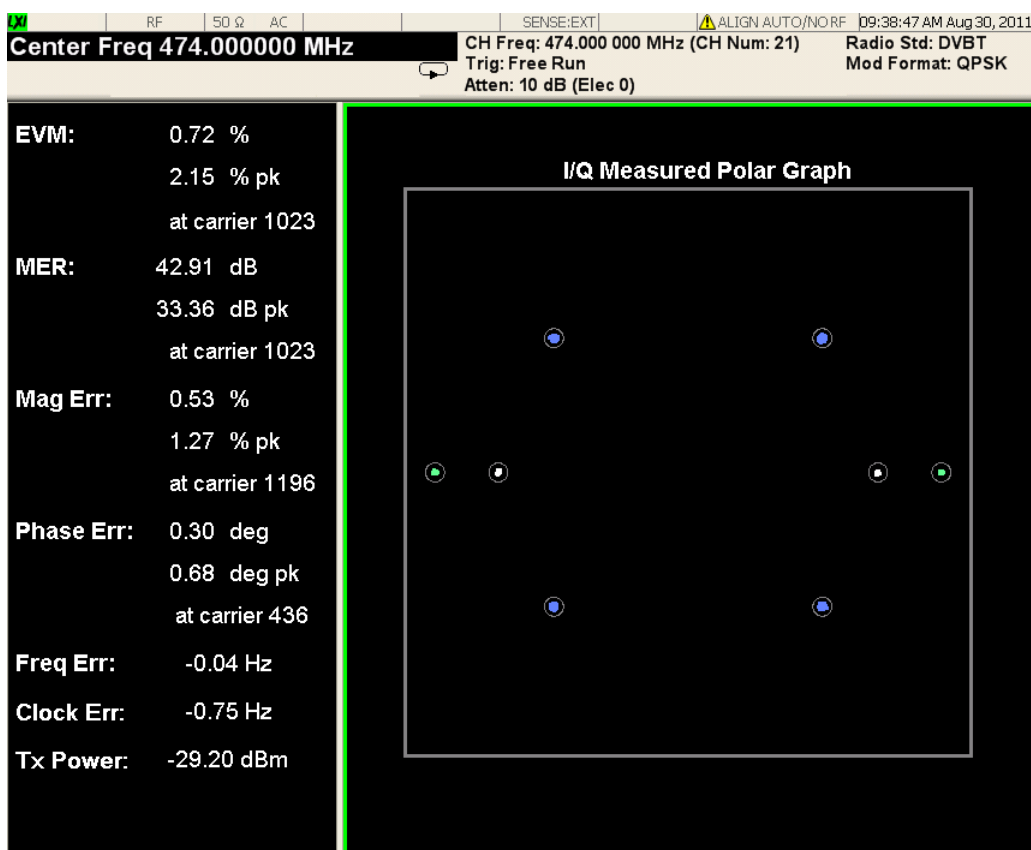 LXI RF 50 Ω AC SENSE:EXT ALIGN AUTO/NO RF 09:38:47 AM Aug 30, 2011
Center Freq 474.000000 MHz
CH Freq: 474.000 000 MHz (CH Num: 21)
Trig: Free Run
Atten: 10 dB (Elec 0)
Radio Std: DVBT
Mod Format: QPSK
EVM: 0.72 %
2.15 % pk
at carrier 1023
MER: 42.91 dB
33.36 dB pk
at carrier 1023
Mag Err: 0.53 %
1.27 % pk
at carrier 1196
Phase Err: 0.30 deg
0.68 deg pk
at carrier 436
Freq Err: -0.04 Hz
Clock Err: -0.75 Hz
Tx Power: -29.20 dBm
I/Q Measured Polar Graph